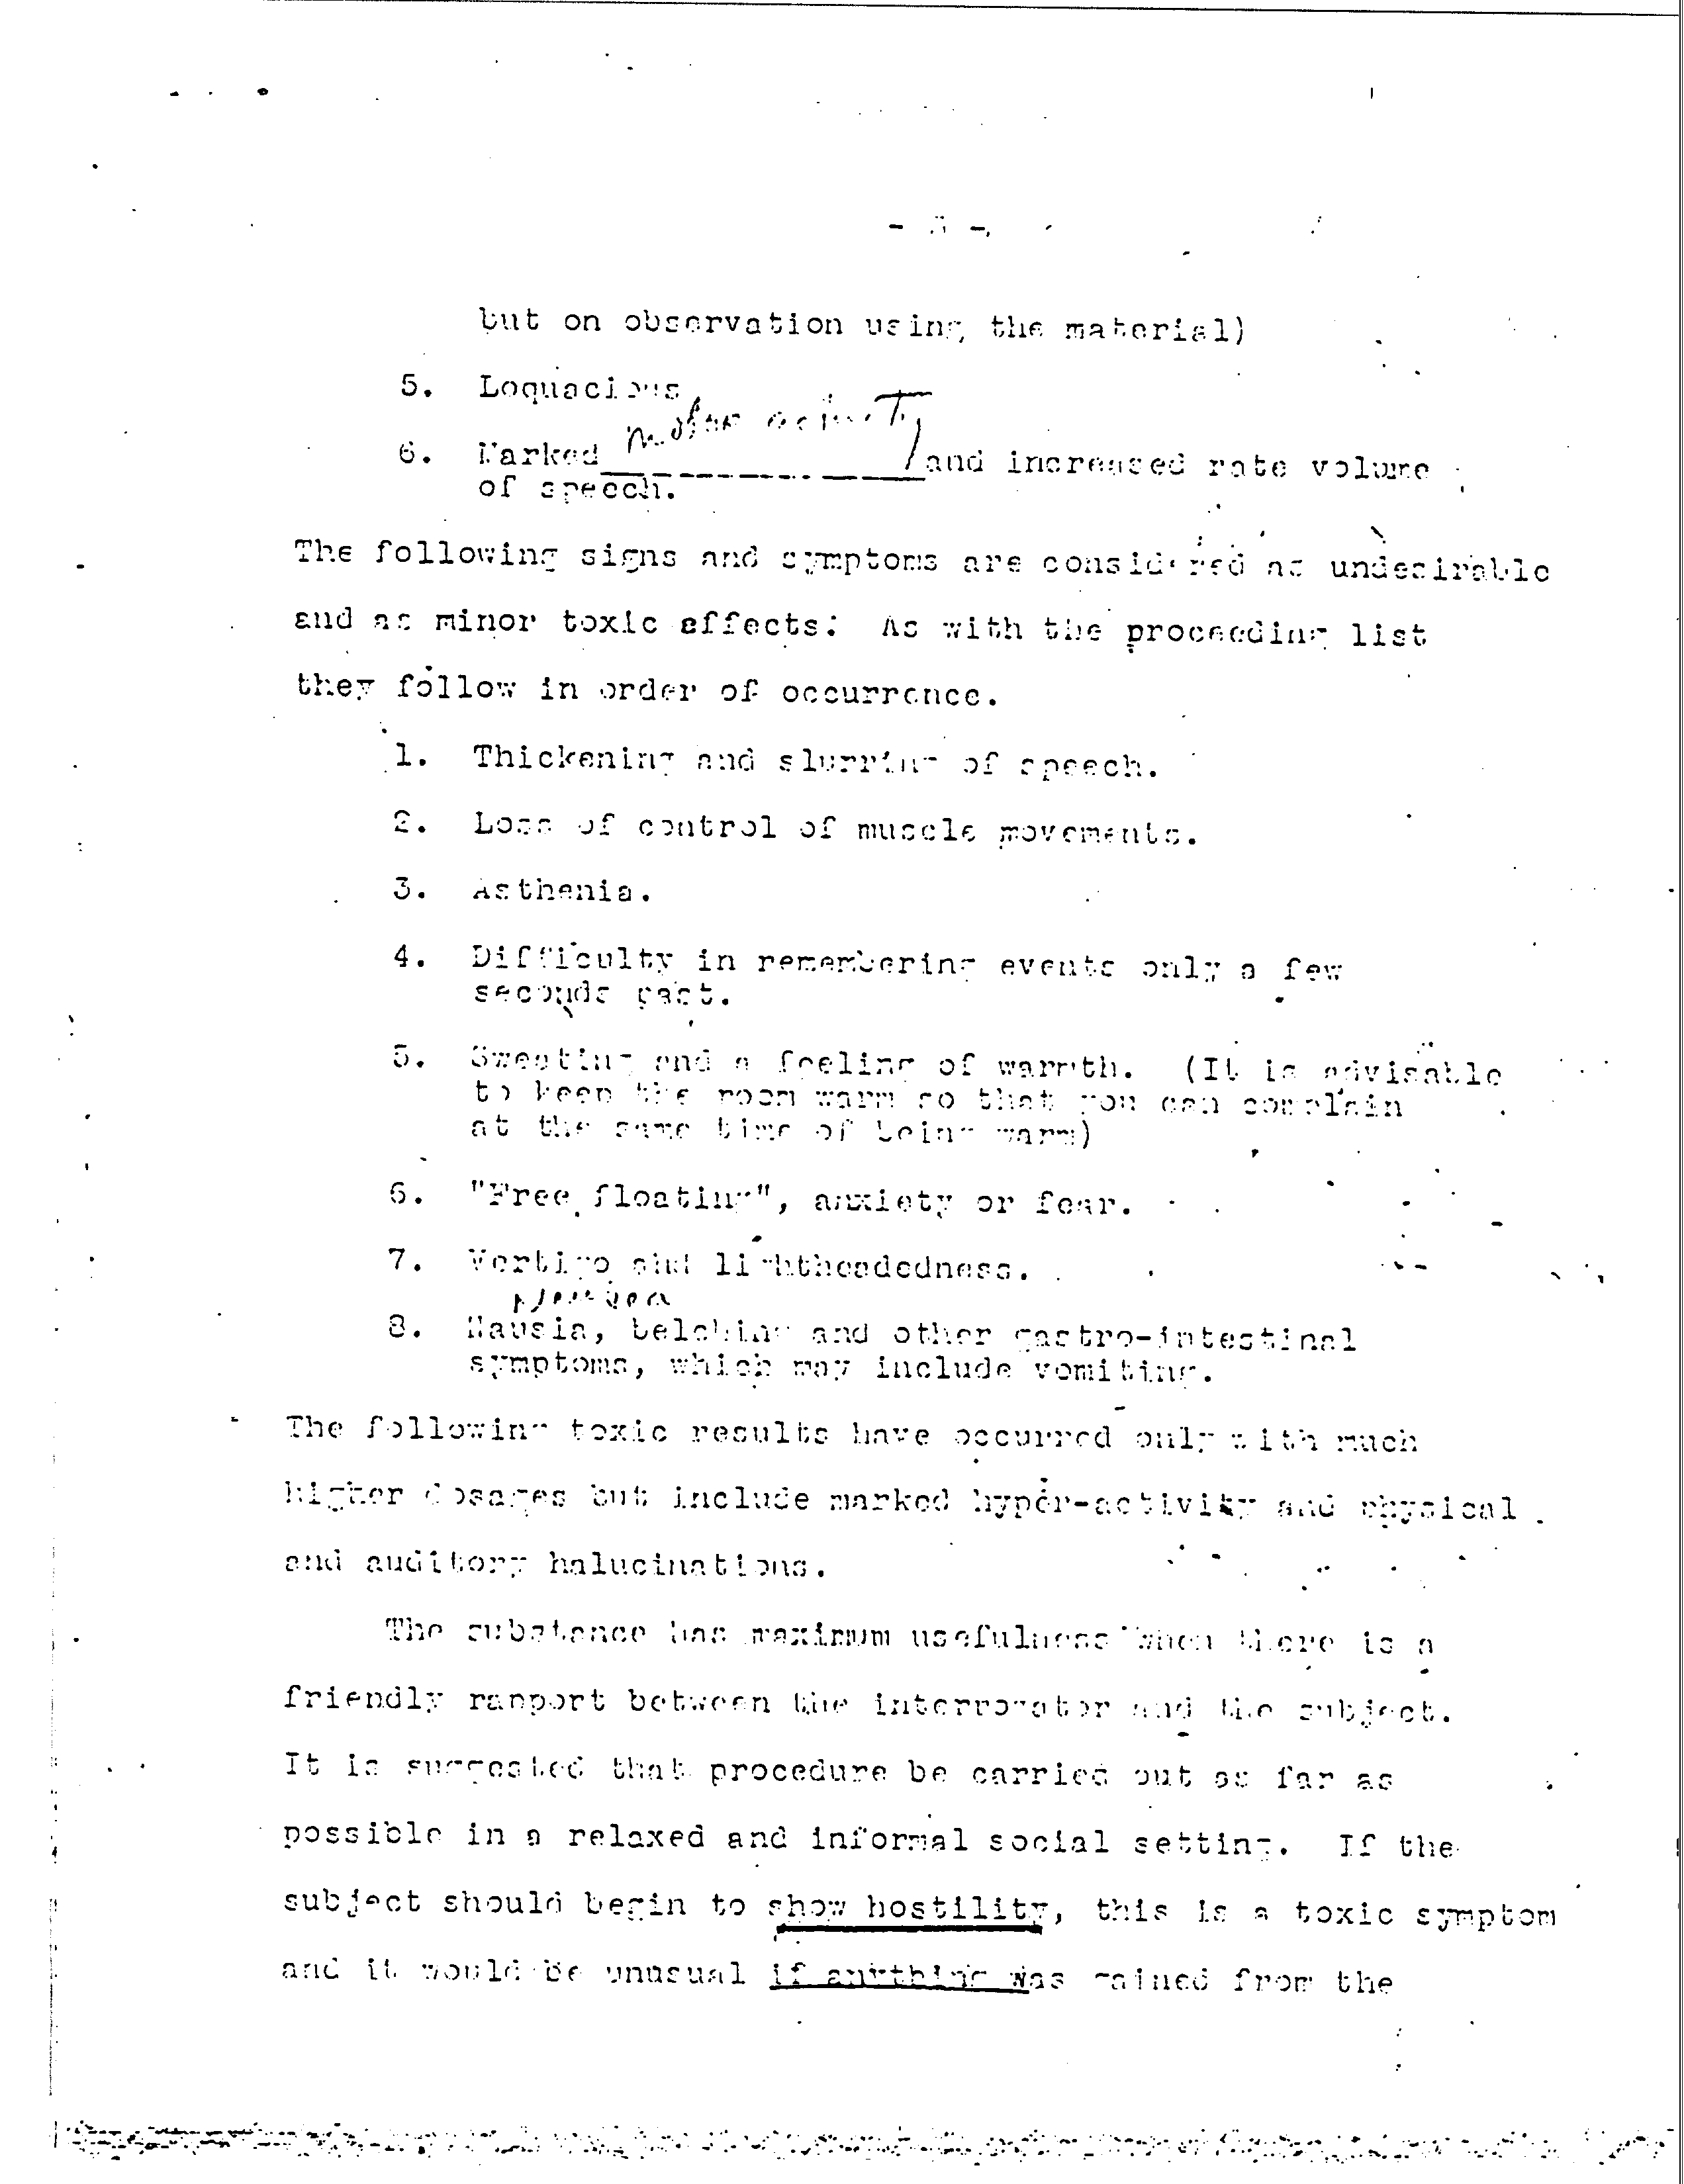 but on observation using the material)
5. Loquacious
motor activity
6. Marked and increased rate volume
of speech.
The following signs and symptoms are considered as undesirable
and as minor toxic effects: As with the proceeding list
they follow in order of occurrence.
1. Thickening and slurring of speech.
2. Loss of control of muscle movements.
3. Asthenia.
4. Difficulty in remembering events only a few
seconds past.
5. Sweating and a feeling of warmth. (It is advisable
to keep the room warm so that you can complain
at the same time of being warm)
6. "Free floating", anxiety or fear.
7. Vertigo and lightheadedness.
Nausea
8. Nausia, belching and other gastro-intestinal
symptoms, which may include vomiting.
The following toxic results have occurred only with much
higher dosages but include marked hyper-activity and physical
and auditory halucinations.
The substance has maximum usefulness when there is a
friendly rapport between the interrogator and the subject.
It is suggested that procedure be carried out as far as
possible in a relaxed and informal social setting. If the
subject should begin to show hostility, this is a toxic symptom
and it would be unusual if anything was gained from the